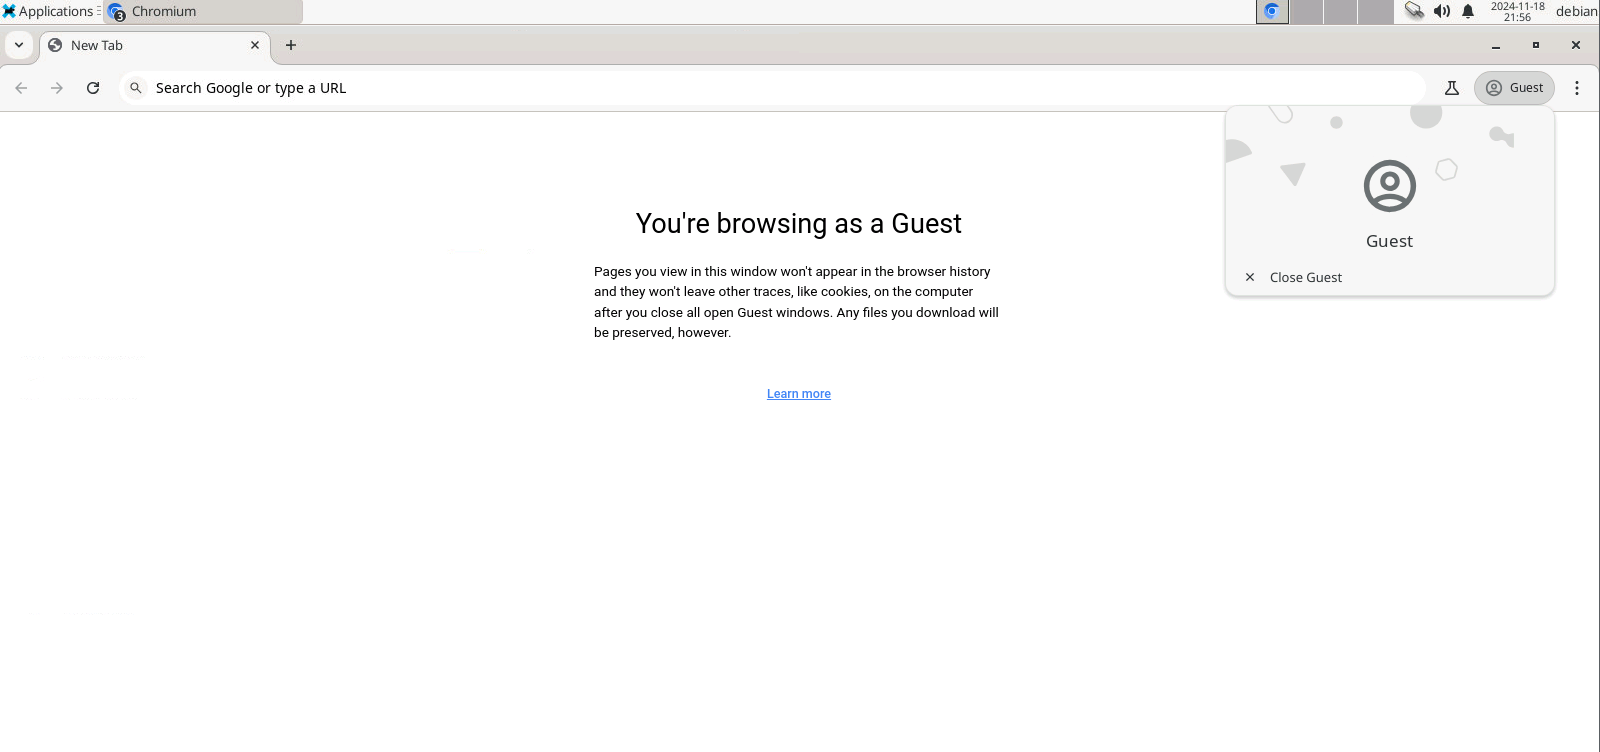 Applications
3
Chromium
2024-11-18
21:56
debian
New Tab
Search Google or type a URL
Guest
Guest
Close Guest
You're browsing as a Guest
Pages you view in this window won't appear in the browser history
and they won't leave other traces, like cookies, on the computer
after you close all open Guest windows. Any files you download will
be preserved, however.
Learn more